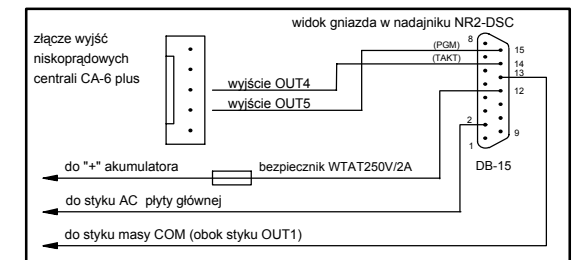 widok gniazda w nadajniku NR2-DSC
złącze wyjść
niskoprądowych
centrali CA-6 plus
8
(PGM)
15
(TAKT)
14
13
wyjście OUT4
12
wyjście OUT5
2
9
1
do "+" akumulatora
bezpiecznik WTAT250V/2A
DB-15
do styku AC płyty głównej
do styku masy COM (obok styku OUT1)